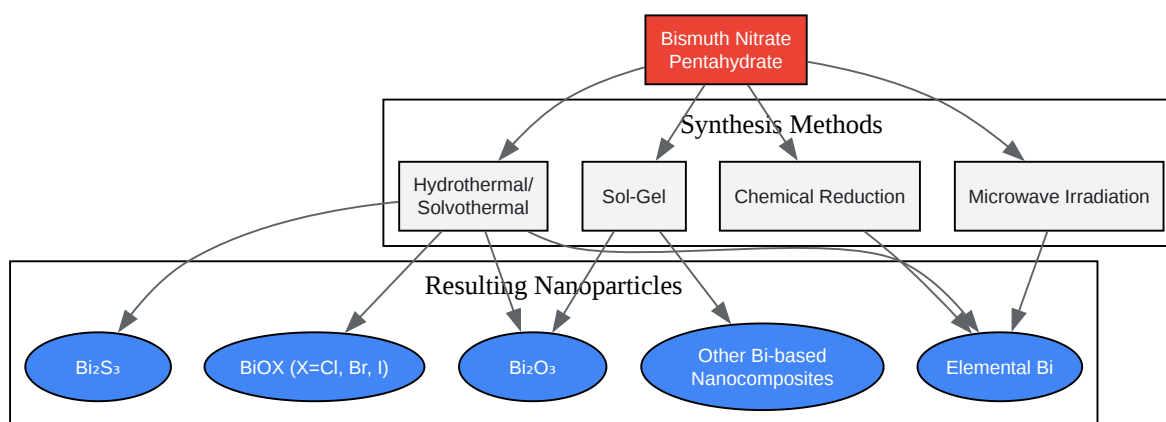 Bismuth Nitrate
Pentahydrate
Synthesis Methods
Hydrothermal/
Solvothermal
Sol-Gel
Chemical Reduction
Microwave Irradiation
Resulting Nanoparticles
Bi₂S₃
BiOX (X=Cl, Br, I)
Bi₂O₃
Other Bi-based
Nanocomposites
Elemental Bi